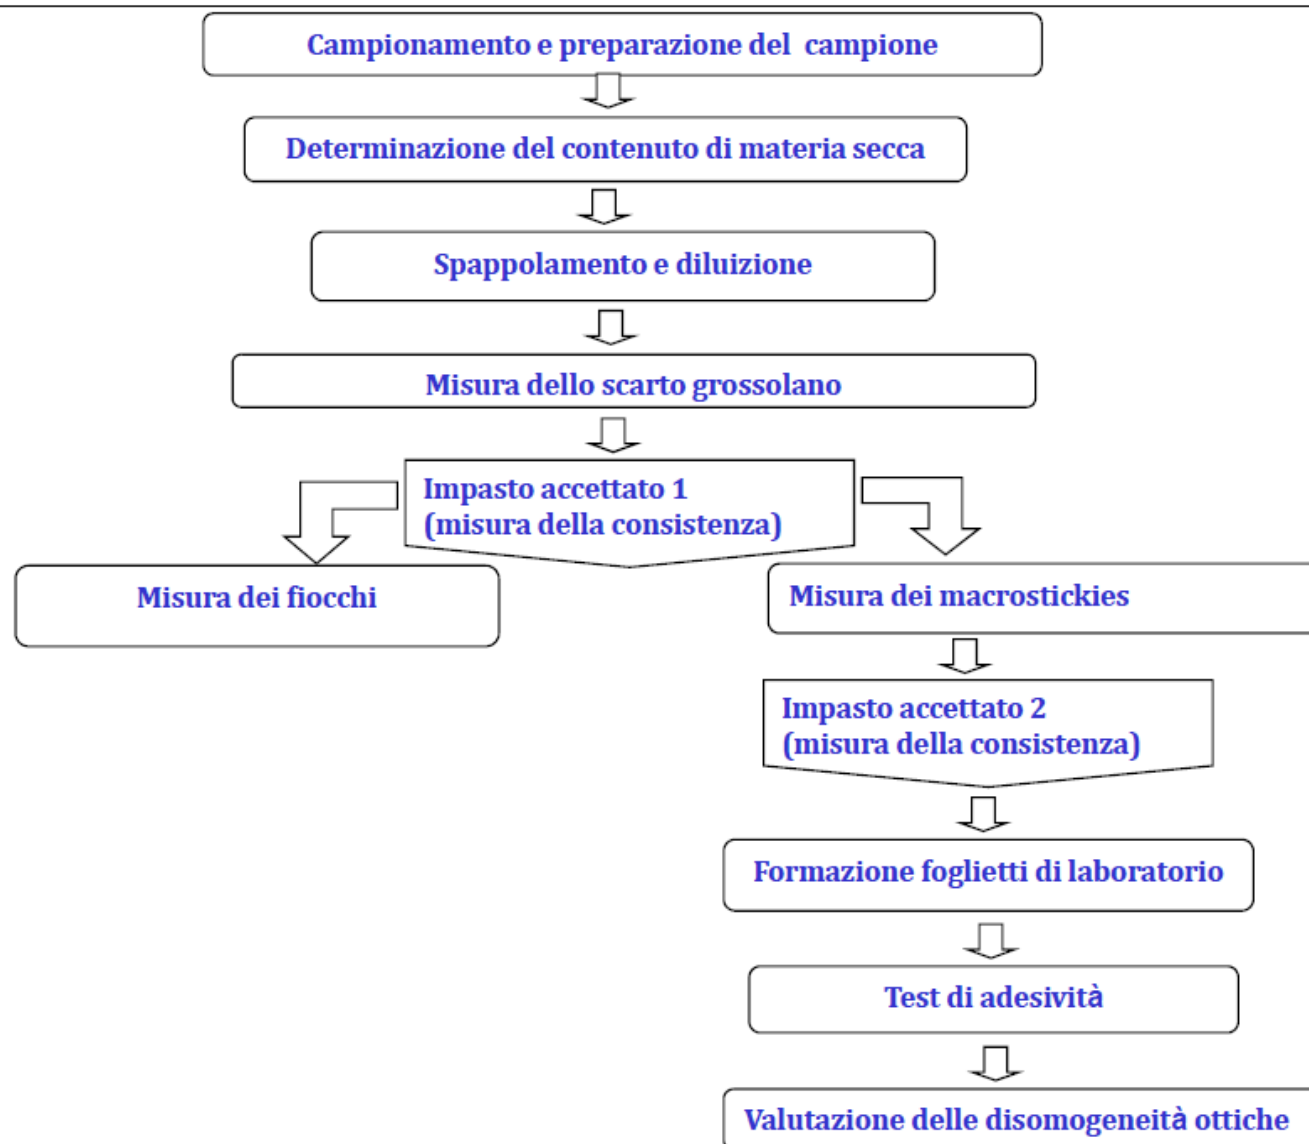 Campionamento e preparazione del campione
Determinazione del contenuto di materia secca
Spappolamento e diluizione
Misura dello scarto grossolano
Impasto accettato 1
(misura della consistenza)
Misura dei fiocchi
Misura dei macrostickies
Impasto accettato 2
(misura della consistenza)
Formazione foglietti di laboratorio
Test di adesività
Valutazione delle disomogeneità ottiche